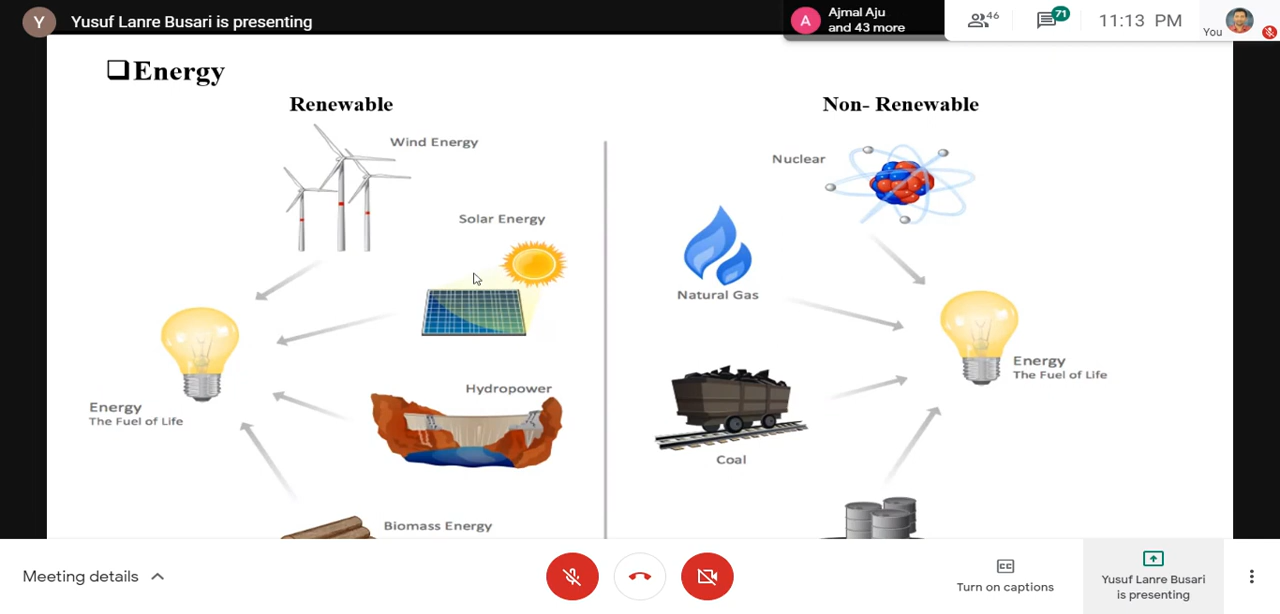 Y
Yusuf Lanre Busari is presenting
A
Ajmal Aju
and 43 more
46
71
11:13 PM
You
Energy
Renewable
Non- Renewable
Wind Energy
Nuclear
Solar Energy
Natural Gas
Hydropower
Energy
The Fuel of Life
Energy
The Fuel of Life
Coal
Biomass Energy
Meeting details
CC
Turn on captions
Yusuf Lanre Busari
is presenting